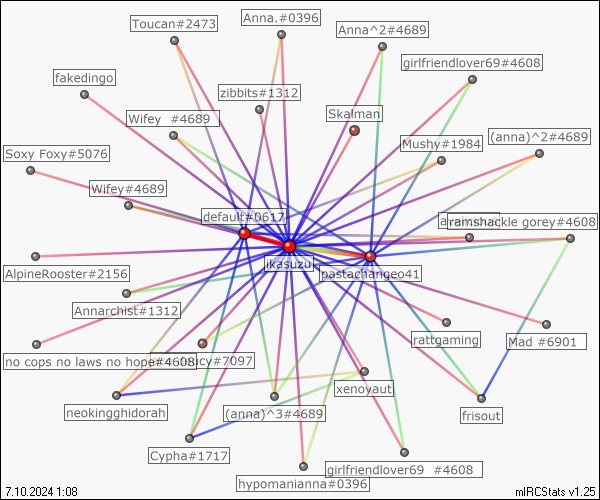 Toucan#2473
Anna.#0396
Anna^2#4689
girlfriendlover69#4608
fakedingo
zibbits#1312
Skalman
Wifey  #4689
Mushy#1984
(anna)^2#4689
Soxy Foxy#5076
Wifey#4689
default#0617
ramshackle gorey#4608
ikasuzu
pastachangeo41
AlpineRooster#2156
Annarchist#1312
rattgaming
Mad #6901
no cops no laws no hope#4608
icy#7097
xenoyaut
neokingghidorah
(anna)^3#4689
frisout
Cypha#1717
girlfriendlover69  #4608
hypomanianna#0396
7.10.2024 1:08
mIRCStats v1.25